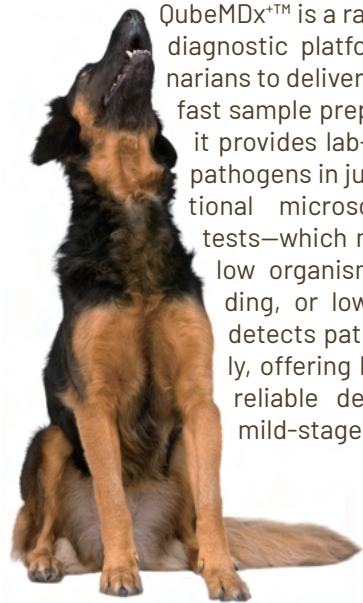 QubeMDx⁺™ is a ra
diagnostic platfo
narians to deliver
fast sample prep
it provides lab-
pathogens in ju
tional microsc
tests—which
low organism
ding, or low
detects pat
ly, offering
reliable de
mild-stage